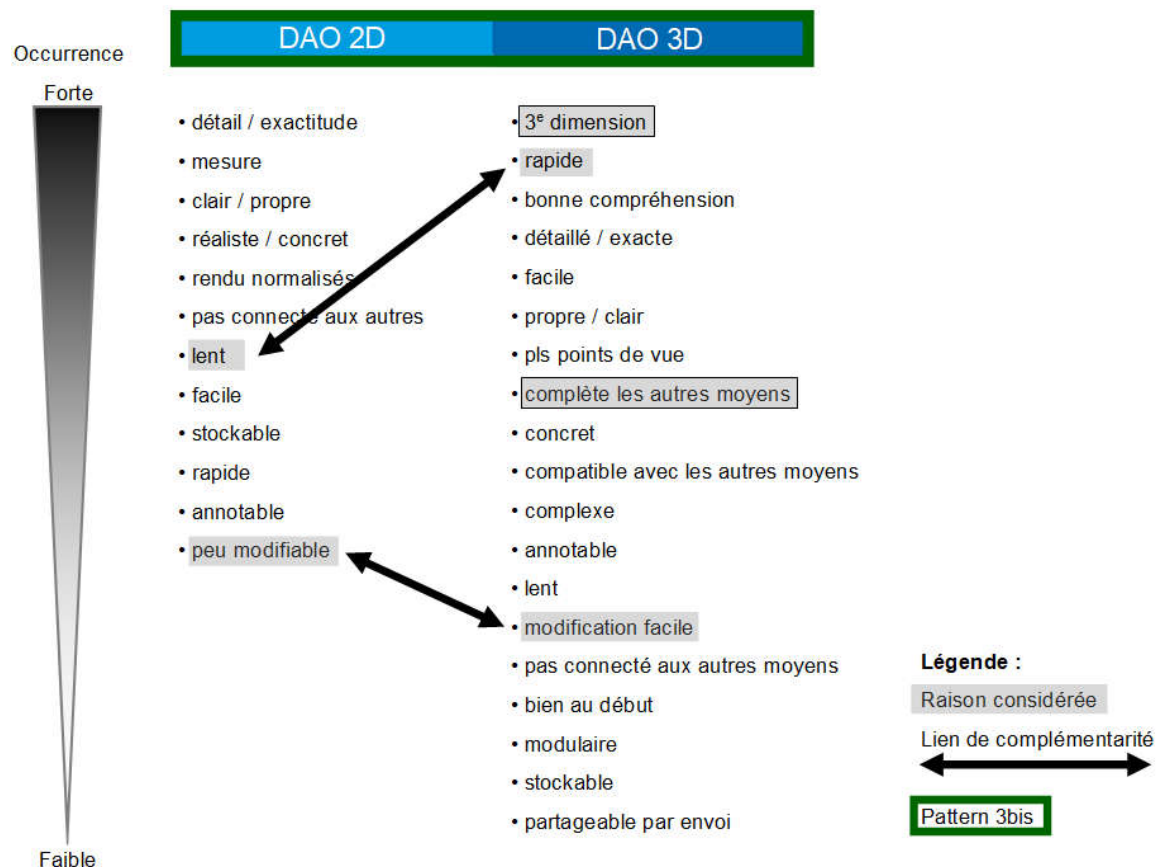 DAO 2D
DAO 3D
Occurrence
Forte
• détail / exactitude
• mesure
• clair / propre
• réaliste / concret
• rendu normalisés
• pas connecté aux autres
• lent
• facile
• stockable
• rapide
• annotable
• peu modifiable
• 3e dimension
• rapide
• bonne compréhension
• détaillé / exacte
• facile
• propre / clair
• pls points de vue
• complète les autres moyens
• concret
• compatible avec les autres moyens
• complexe
• annotable
• lent
• modification facile
• pas connecté aux autres moyens
• bien au début
• modulaire
• stockable
• partageable par envoi
Faible
Légende :
Raison considérée
Lien de complémentarité
Pattern 3bis